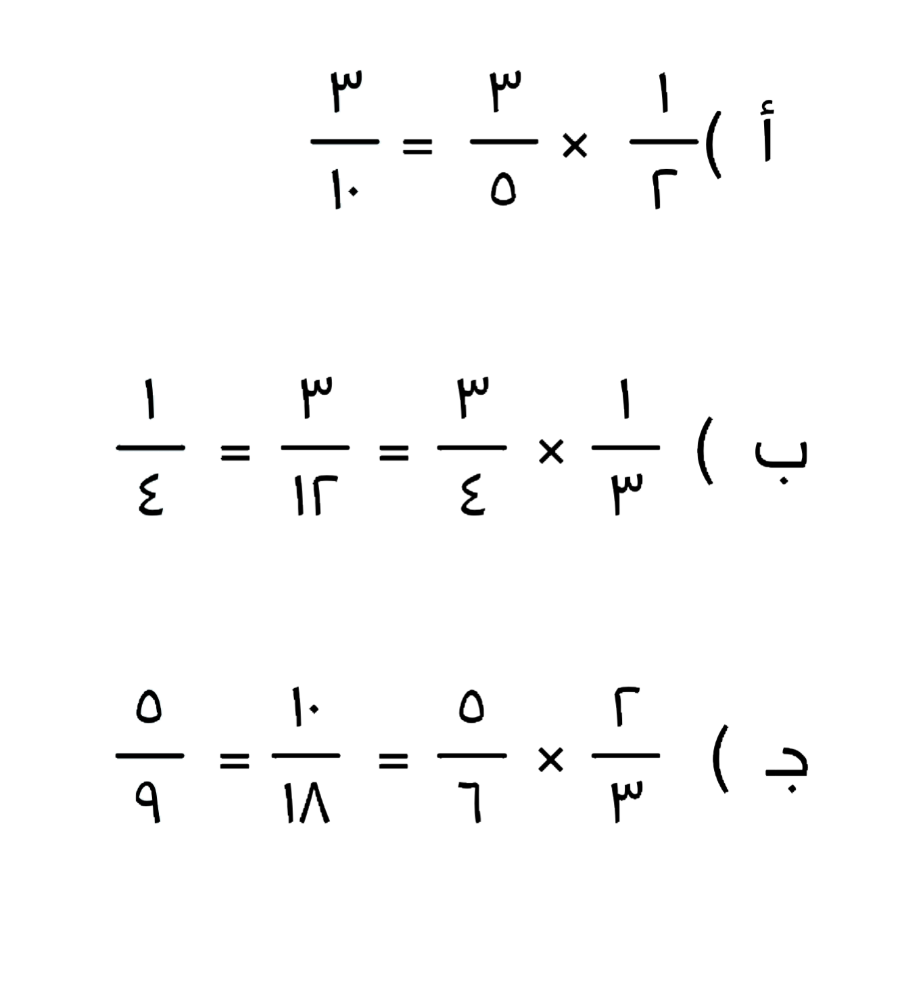 أ ) ١/٢ × ٣/٥ = ٣/١٠
ب ) ١/٣ × ٣/٤ = ٣/١٢ = ١/٤
جـ ) ٢/٣ × ٥/٦ = ١٠/١٨ = ٥/٩